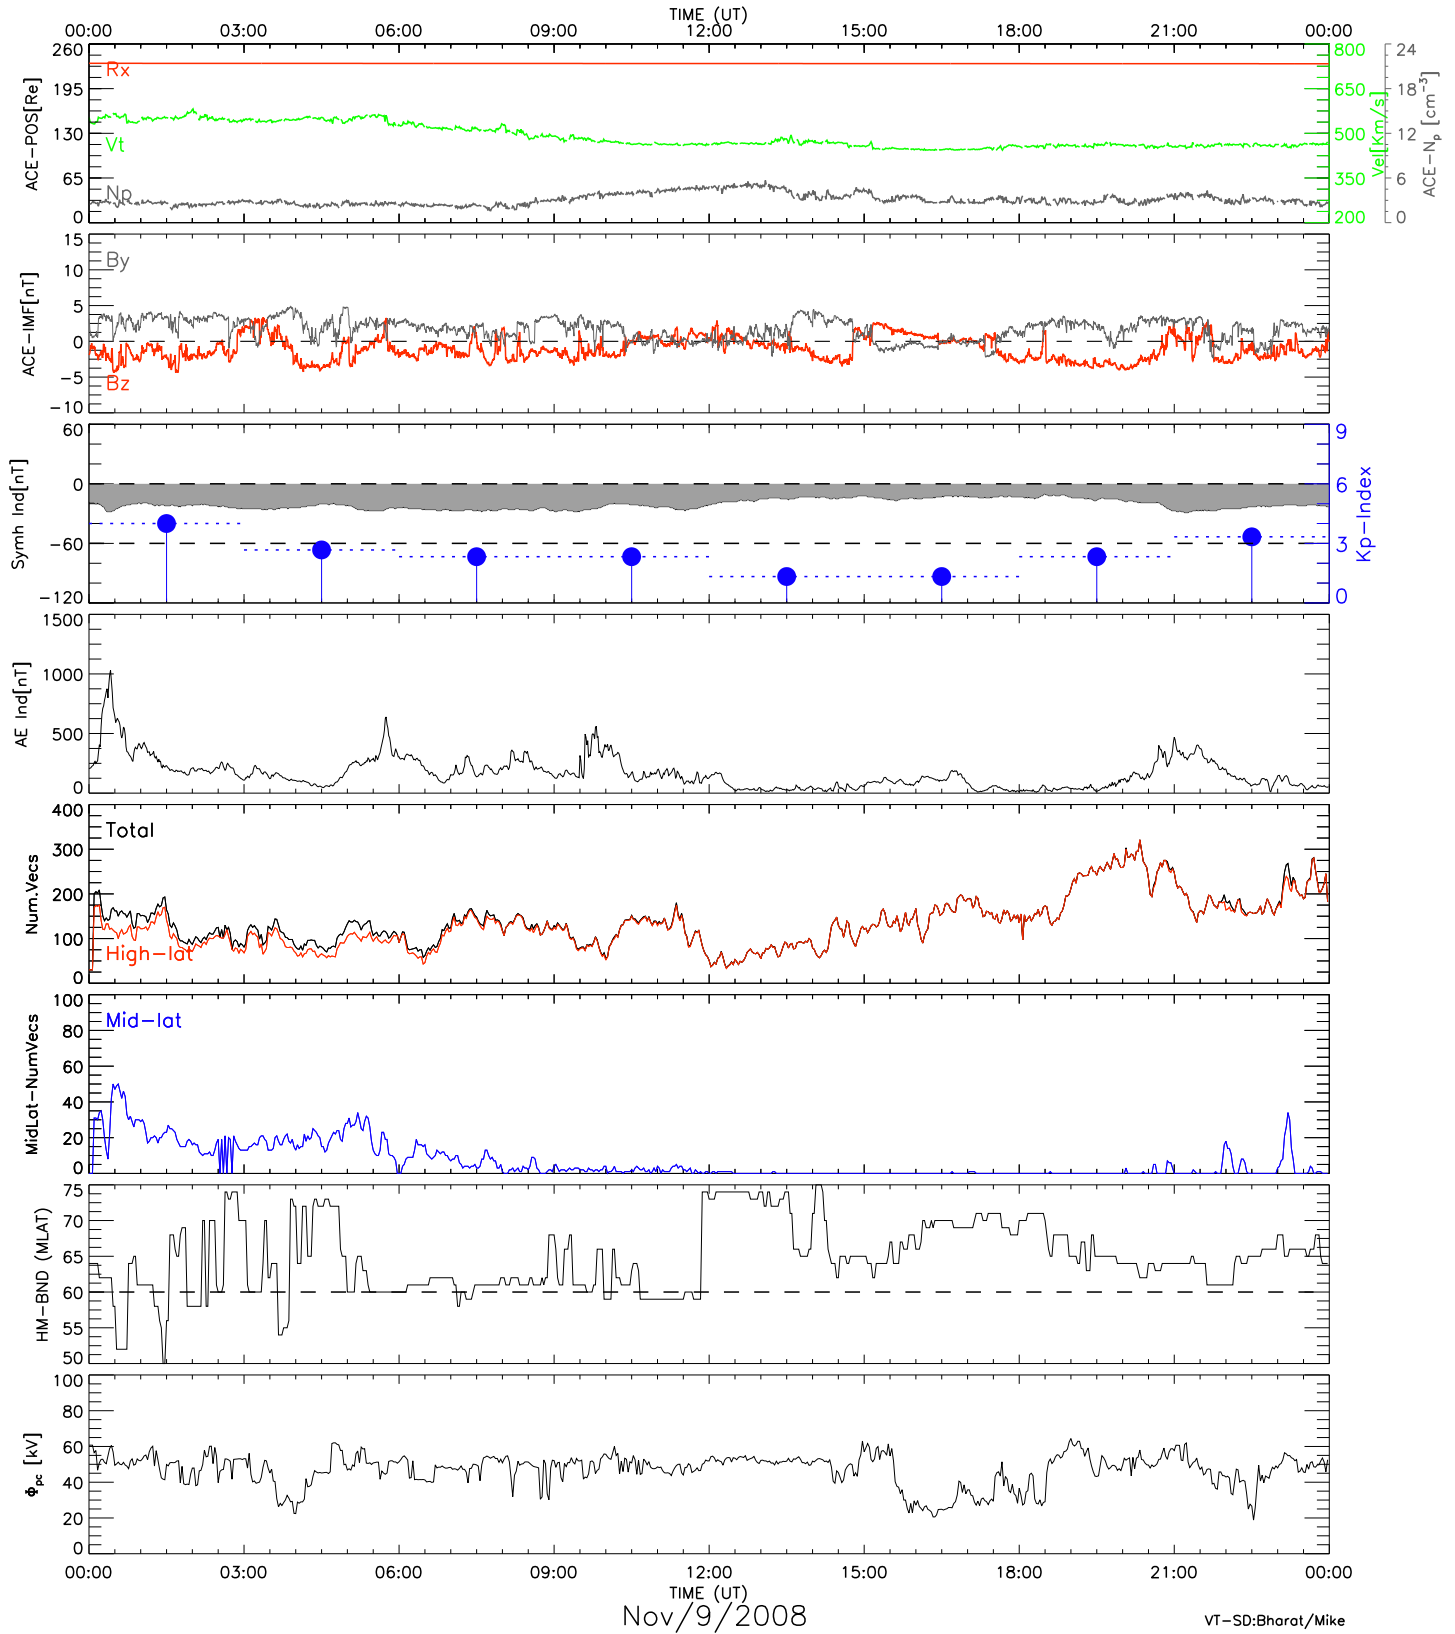 TIME (UT)
00:00 03:00 06:00 09:00 12:00 15:00 18:00 21:00 00:00
ACE-POS[Re]
260
195
130
65
0
Rx
Vt
Np
800
650
500
350
200
Vel[Km/s]
24
18
12
6
0
ACE-Np [cm-3]
ACE-IMF[nT]
15
10
5
0
-5
-10
By
Bz
Symh Ind[nT]
60
0
-60
-120
9
6
3
0
Kp-Index
AE Ind[nT]
1500
1000
500
0
Num.Vecs
400
300
200
100
0
Total
High-lat
MidLat-NumVecs
100
80
60
40
20
0
Mid-lat
HM-BND (MLAT)
75
70
65
60
55
50
Φpc [kV]
100
80
60
40
20
0
00:00 03:00 06:00 09:00 12:00 15:00 18:00 21:00 00:00
TIME (UT)
Nov/9/2008
VT-SD:Bharat/Mike